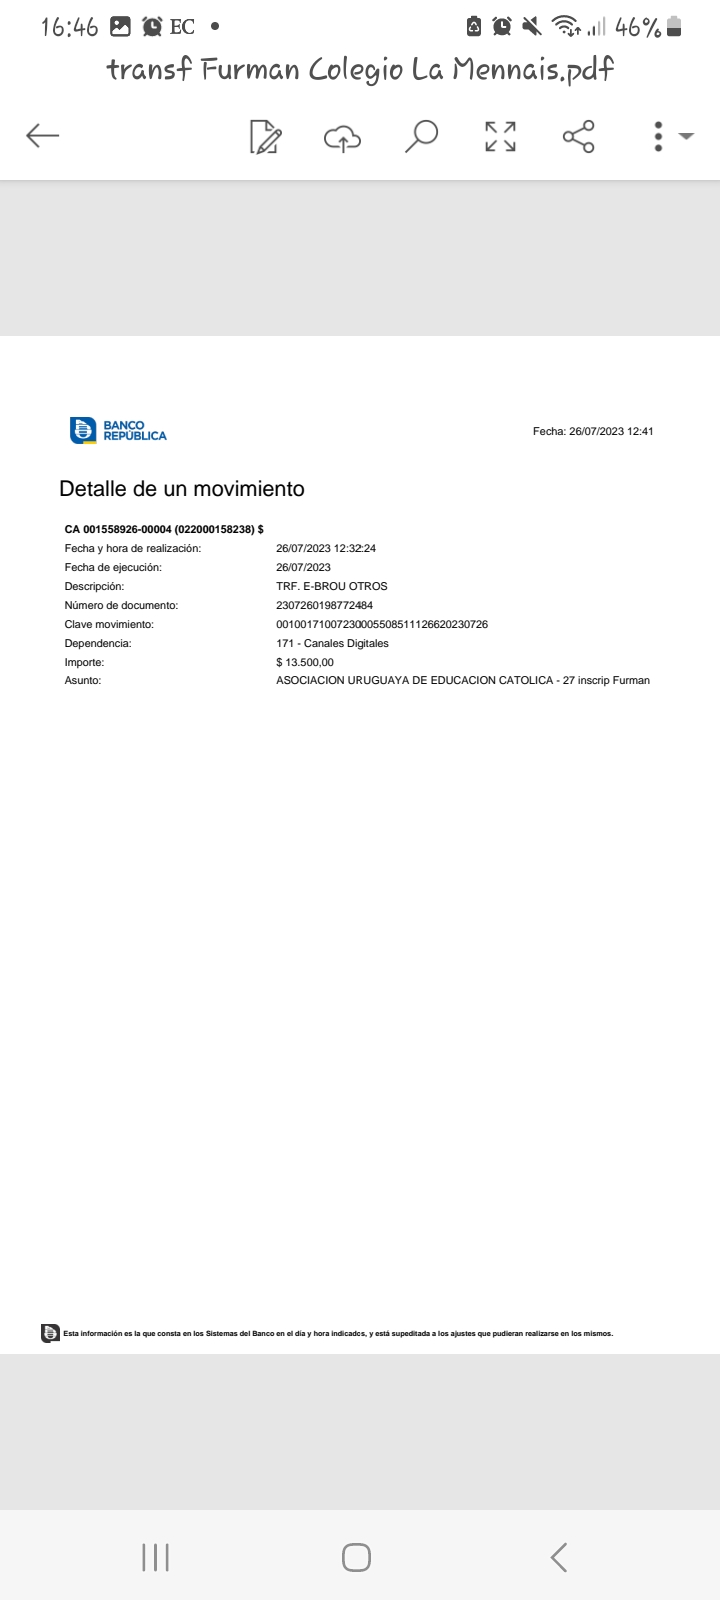 16:46 EC 46%
transf Furman Colegio La Mennais.pdf
BANCO
REPÚBLICA
Fecha: 26/07/2023 12:41
Detalle de un movimiento
CA 001558926-00004 (022000158238) $
Fecha y hora de realización: 26/07/2023 12:32:24
Fecha de ejecución: 26/07/2023
Descripción: TRF. E-BROU OTROS
Número de documento: 2307260198772484
Clave movimiento: 00100171007230005508511126620230726
Dependencia: 171 - Canales Digitales
Importe: $ 13.500,00
Asunto: ASOCIACION URUGUAYA DE EDUCACION CATOLICA - 27 inscrip Furman
Esta información es la que consta en los Sistemas del Banco en el día y hora indicados, y está supeditada a los ajustes que pudieran realizarse en los mismos.